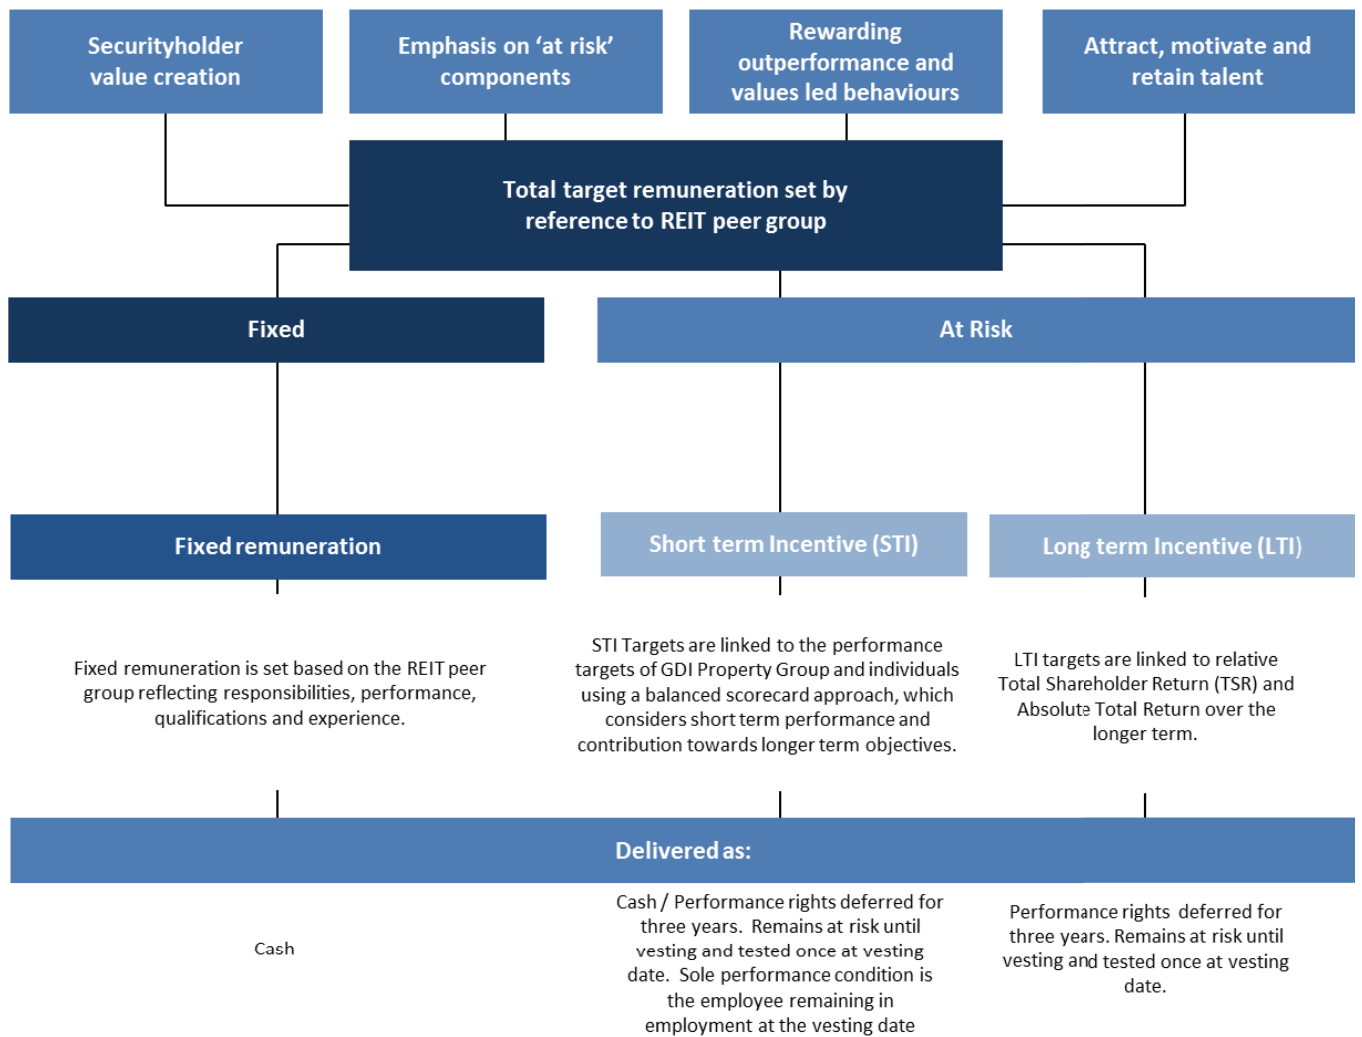 Securityholder
value creation
Emphasis on ‘at risk’
components
Rewarding
outperformance and
values led behaviours
Attract, motivate and
retain talent
Total target remuneration set by
reference to REIT peer group
Fixed
At Risk
Fixed remuneration
Short term Incentive (STI)
Long term Incentive (LTI)
Fixed remuneration is set based on the REIT peer
group reflecting responsibilities, performance,
qualifications and experience.
STI Targets are linked to the performance
targets of GDI Property Group and individuals
using a balanced scorecard approach, which
considers short term performance and
contribution towards longer term objectives.
LTI targets are linked to relative
Total Shareholder Return (TSR) and
Absolute Total Return over the
longer term.
Delivered as:
Cash
Cash / Performance rights deferred for
three years. Remains at risk until
vesting and tested once at vesting
date. Sole performance condition is
the employee remaining in
employment at the vesting date
Performance rights deferred for
three years. Remains at risk until
vesting and tested once at vesting
date.